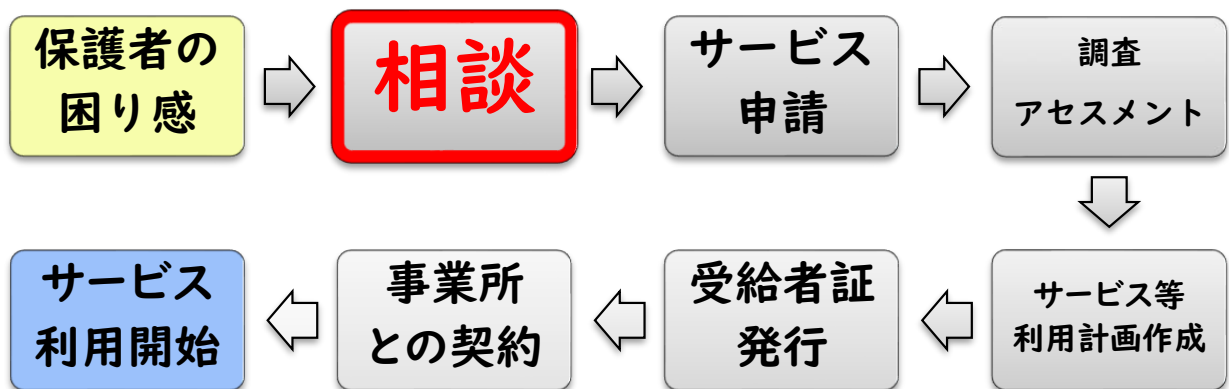 保護者の
困り感
相談
サービス
申請
調査
アセスメント
サービス等
利用計画作成
受給者証
発行
事業所
との契約
サービス
利用開始